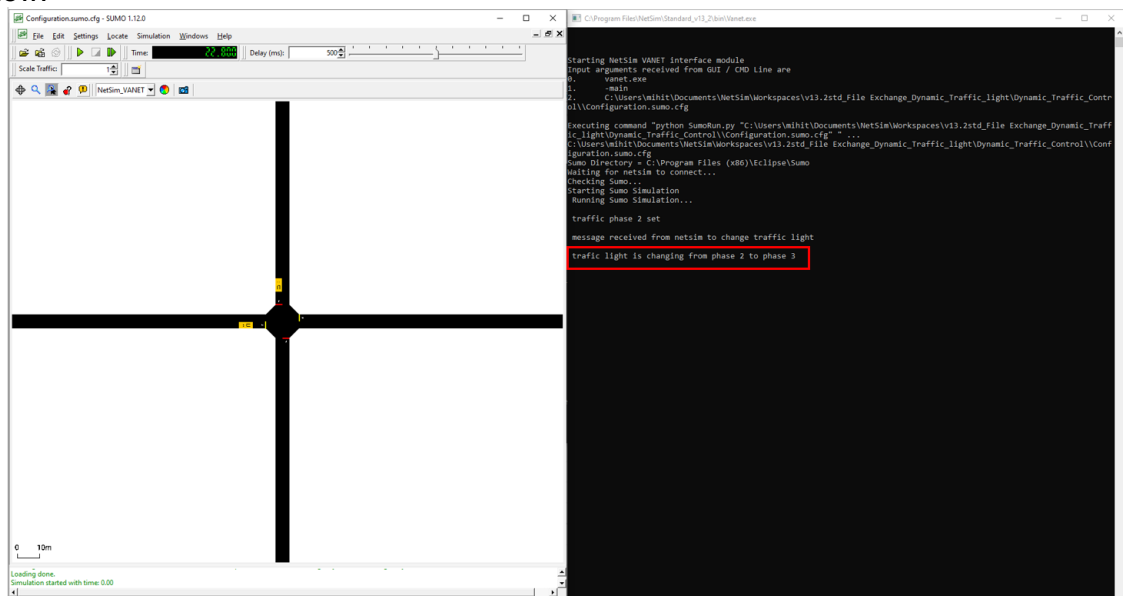 Configuration.sumo.cfg - SUMO 1.12.0
File Edit Settings Locate Simulation Windows Help
Time: 22.800 Delay (ms): 500
Scale Traffic: 1
NetSim_VANET
0 10m
Loading done.
Simulation started with time: 0.00
C:\Program Files\NetSim\Standard_v13_2\bin\Vanet.exe
Starting NetSim VANET interface module
Input arguments received from GUI / CMD Line are
0. vanet.exe
1. -main
2. C:\Users\mihit\Documents\NetSim\Workspaces\v13.2std_File Exchange_Dynamic_Traffic_light\Dynamic_Traffic_Contr
ol\\Configuration.sumo.cfg
Executing command "python SumoRun.py "C:\Users\mihit\Documents\NetSim\Workspaces\v13.2std_File Exchange_Dynamic_Traff
ic_light\Dynamic_Traffic_Control\\Configuration.sumo.cfg" " ...
C:\Users\mihit\Documents\NetSim\Workspaces\v13.2std_File Exchange_Dynamic_Traffic_light\Dynamic_Traffic_Control\\Conf
iguration.sumo.cfg
Sumo Directory = C:\Program Files (x86)\Eclipse\Sumo
Waiting for netsim to connect...
Checking Sumo...
Starting Sumo Simulation
Running Sumo Simulation...
traffic phase 2 set
message received from netsim to change traffic light
trafic light is changing from phase 2 to phase 3